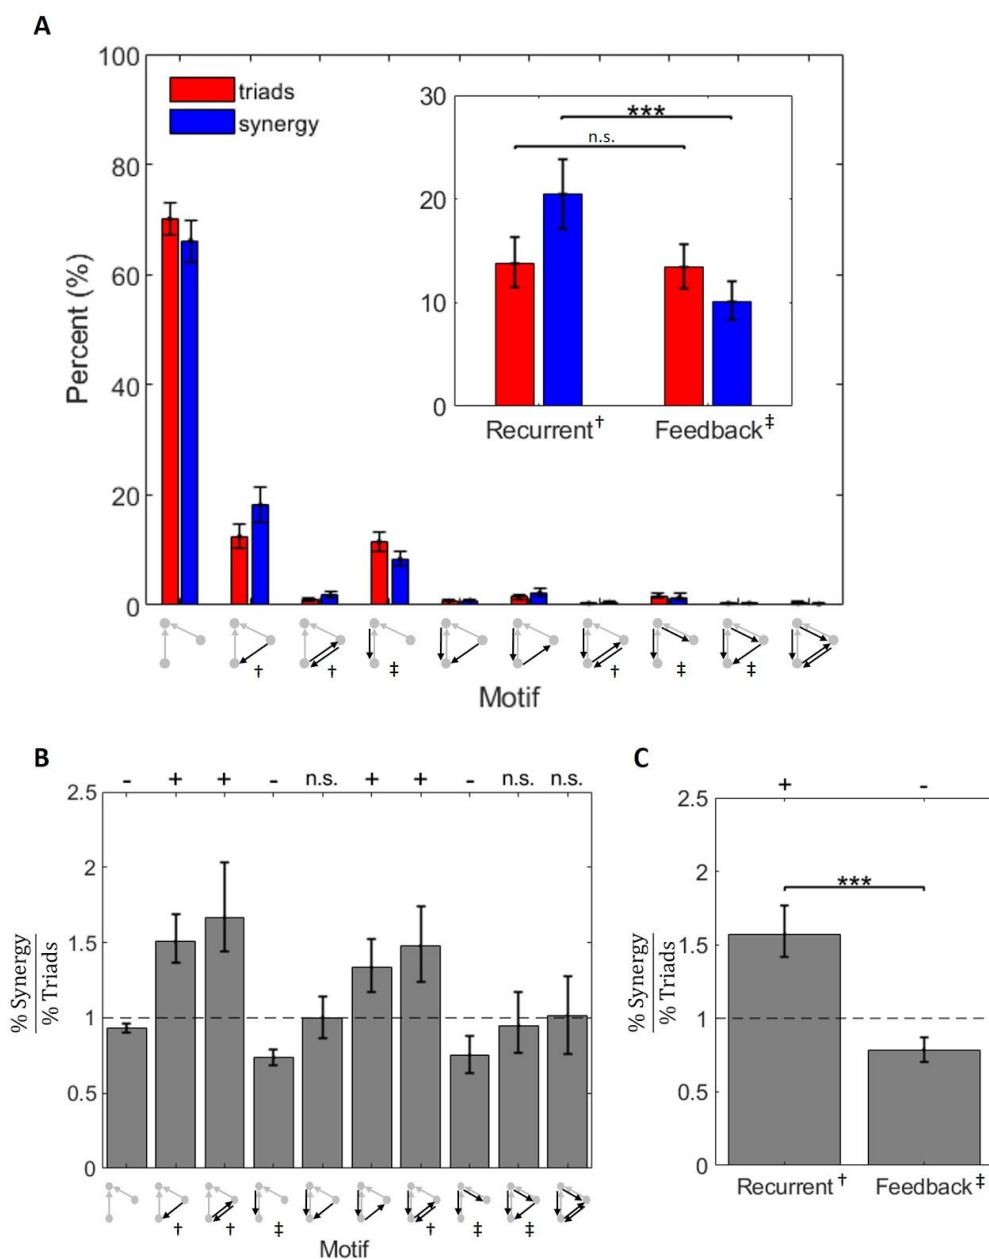 A
100
80
60
40
20
0
Percent (%)
triads
synergy
30
20
10
0
***
n.s.
Recurrent†
Feedback‡
† † ‡ † ‡ ‡
Motif
B
- + + - n.s. + + - n.s. n.s.
2.5
2
1.5
1
0.5
0
% Synergy
% Triads
† † ‡ † ‡ ‡
Motif
C
+ -
2.5
2
1.5
1
0.5
0
% Synergy
% Triads
***
Recurrent†
Feedback‡